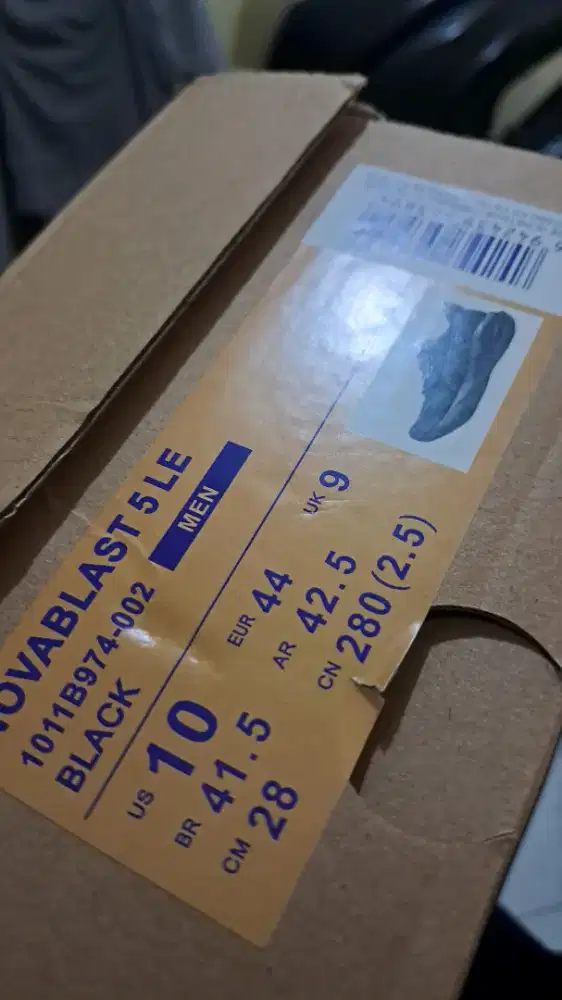 OVABLAST 5 LE
1011B974-002
BLACK
MEN
US 10
EUR 44
UK 9
BR 41.5
AR 42.5
CM 28
CN 280(2.5)